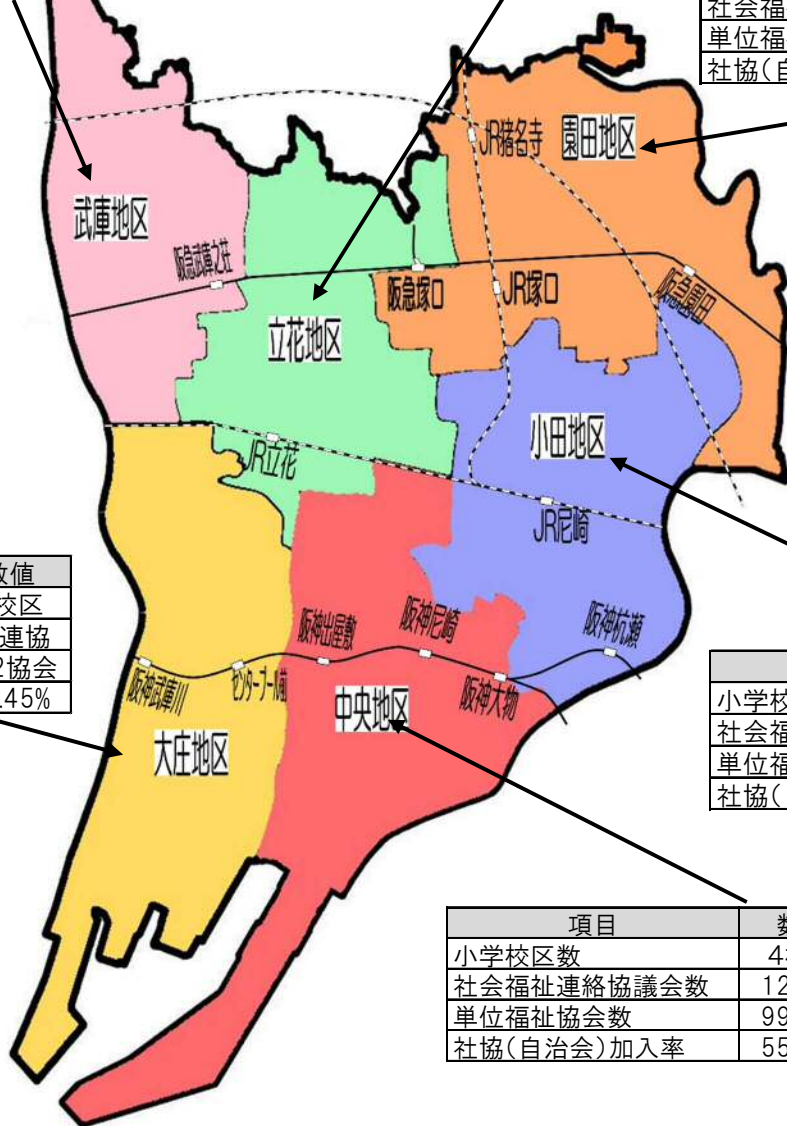 社会福
単位福
社協(自
JR猪名寺
園田地区
武庫地区
阪急武庫之荘
阪急塚口
JR塚口
阪急園田
立花地区
小田地区
JR立花
JR尼崎
数値
校区
連協
2協会
.45%
阪神出屋敷
阪神尼崎
阪神杭瀬
阪神武庫川
センタープール前
阪神大物
中央地区
大庄地区
小学校
社会福
単位福
社協(
項目 数
小学校区数 4
社会福祉連絡協議会数 12
単位福祉協会数 99
社協(自治会)加入率 55